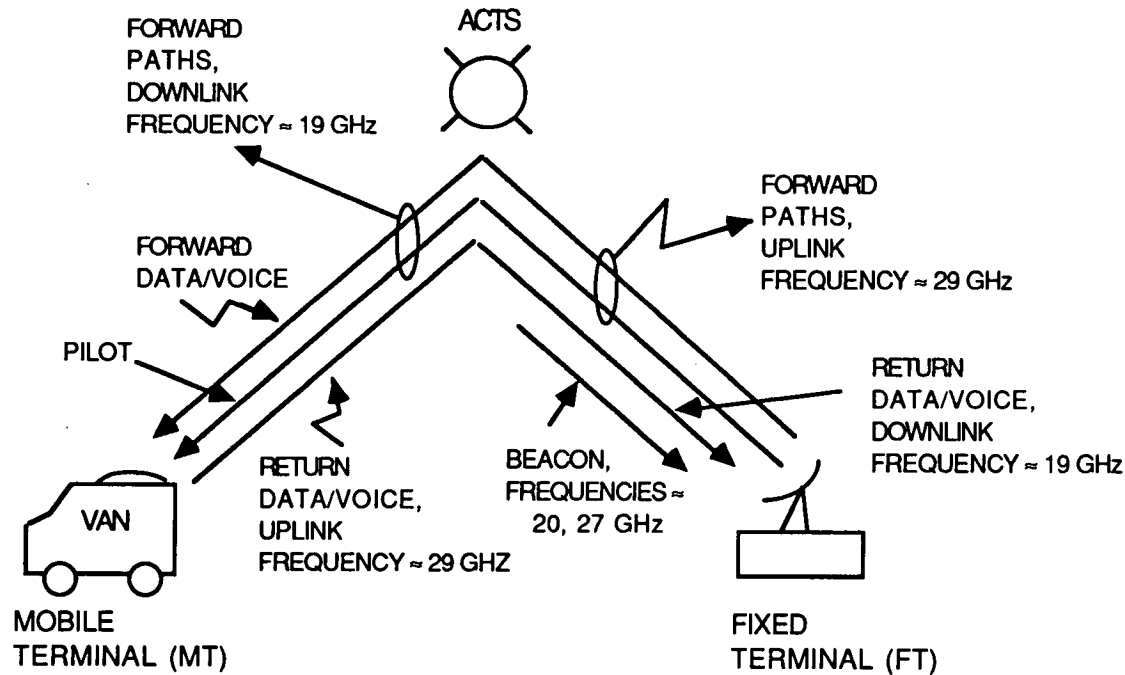 FORWARD
PATHS,
DOWNLINK
FREQUENCY ≈ 19 GHz
ACTS
FORWARD
PATHS,
UPLINK
FREQUENCY ≈ 29 GHz
FORWARD
DATA/VOICE
PILOT
RETURN
DATA/VOICE,
DOWNLINK
FREQUENCY ≈ 19 GHz
RETURN
DATA/VOICE,
UPLINK
FREQUENCY ≈ 29 GHZ
BEACON,
FREQUENCIES ≈
20, 27 GHz
VAN
MOBILE
TERMINAL (MT)
FIXED
TERMINAL (FT)